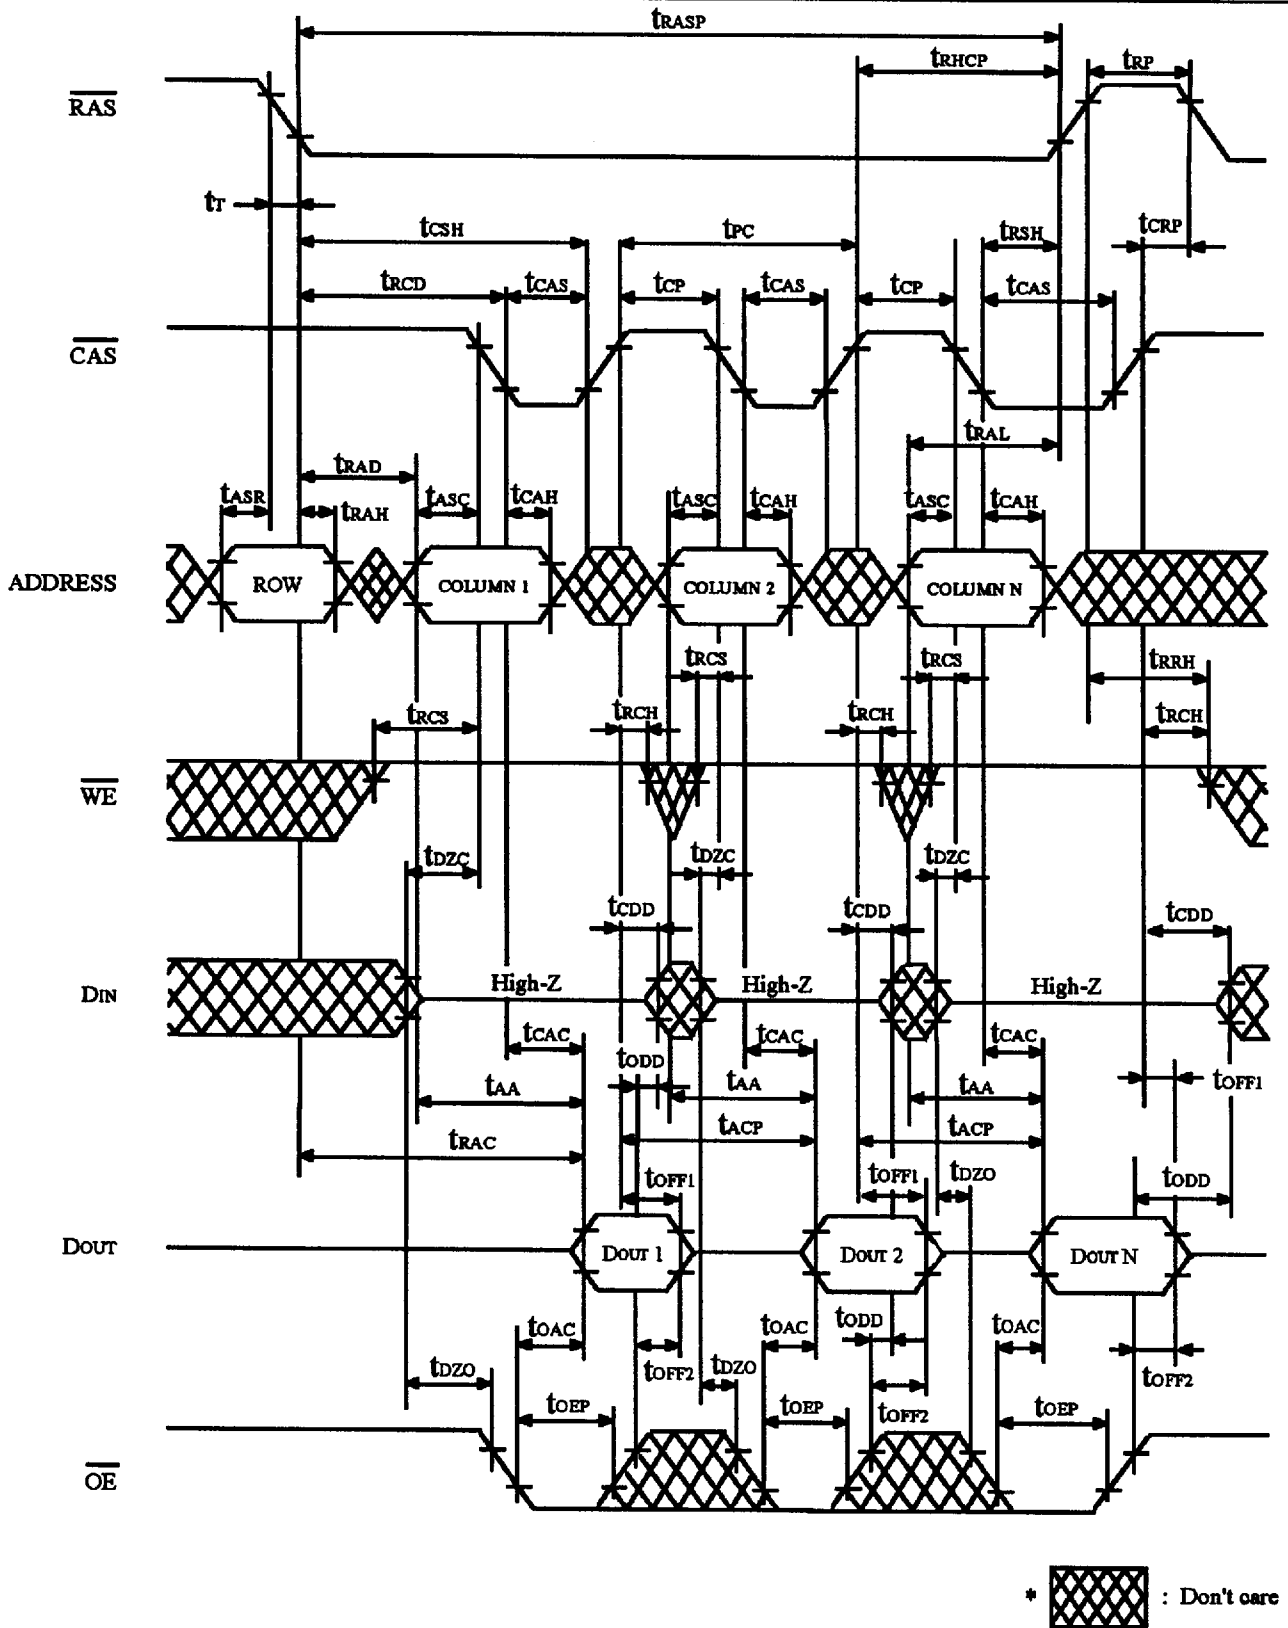 tRASP
tRHCP
tRP
RAS
tT
tCSH
tPC
tRSH
tCRP
tRCD
tCAS
tCP
tCAS
tCP
tCAS
CAS
tRAL
tRAD
tASR
tRAH
tASC
tCAH
tASC
tCAH
tASC
tCAH
ADDRESS
ROW
COLUMN 1
COLUMN 2
COLUMN N
tRCS
tRCS
tRRH
tRCS
tRCH
tRCH
tRCH
WE
tDZC
tDZC
tDZC
tCDD
tCDD
tCDD
DIN
High-Z
High-Z
High-Z
tCAC
tODD
tCAC
tCAC
tAA
tAA
tAA
tOFF1
tRAC
tACP
tACP
tOFF1
tOFF1
tDZO
tODD
DOUT
DOUT 1
DOUT 2
DOUT N
tOAC
tOAC
tODD
tOAC
tDZO
tOFF2
tDZO
tOFF2
tOEP
tOEP
tOFF2
tOEP
OE
* : Don't care